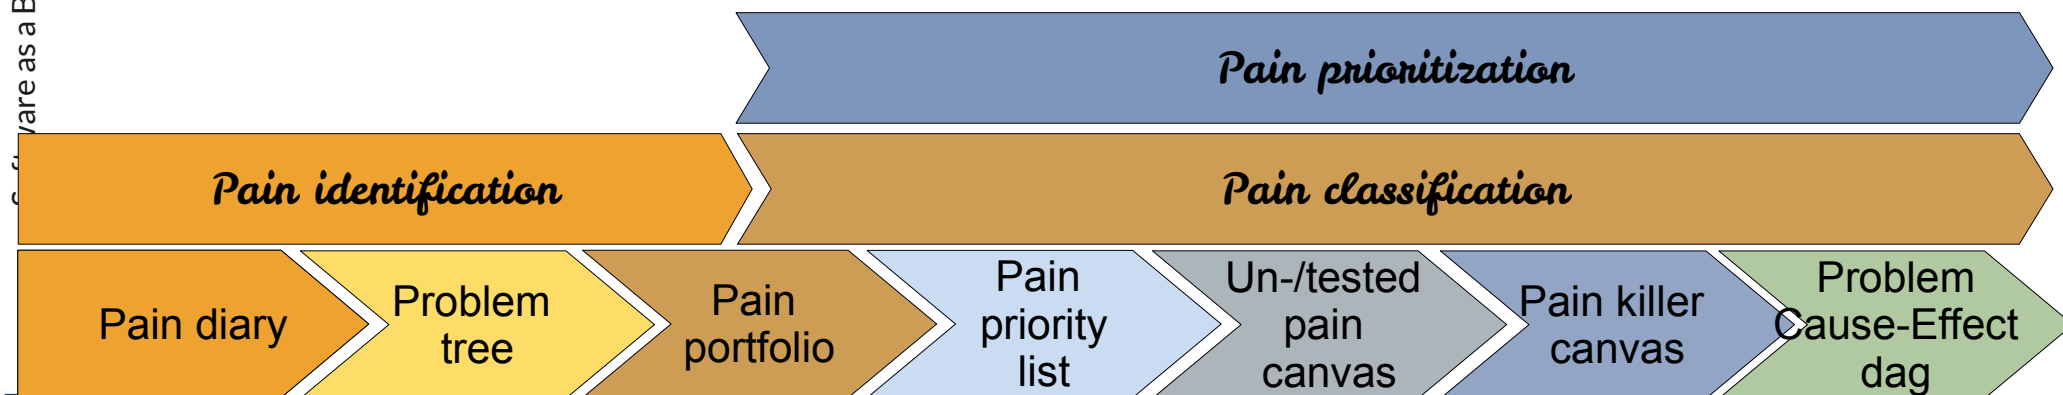 Pain prioritization
Pain identification
Pain classification
Pain diary
Problem
tree
Pain
portfolio
Pain
priority
list
Un-/tested
pain
canvas
Pain killer
canvas
Problem
Cause-Effect
dag
as a